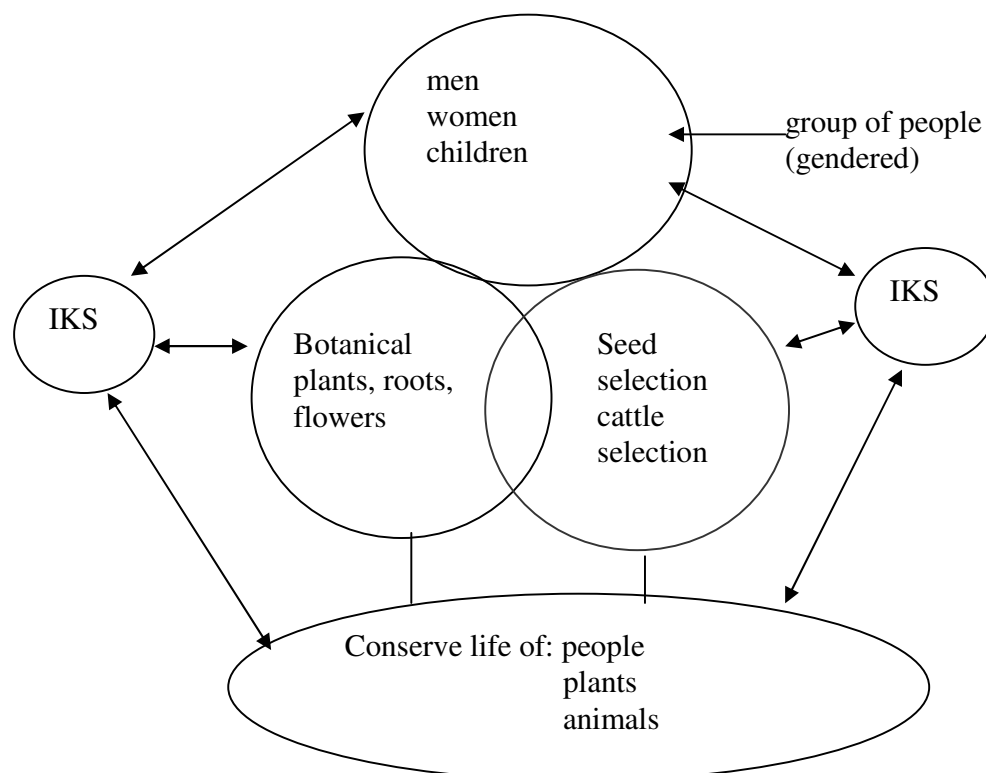 men
women
children
group of people
(gendered)
IKS
IKS
Botanical
plants, roots,
flowers
Seed
selection
cattle
selection
Conserve life of: people
plants
animals